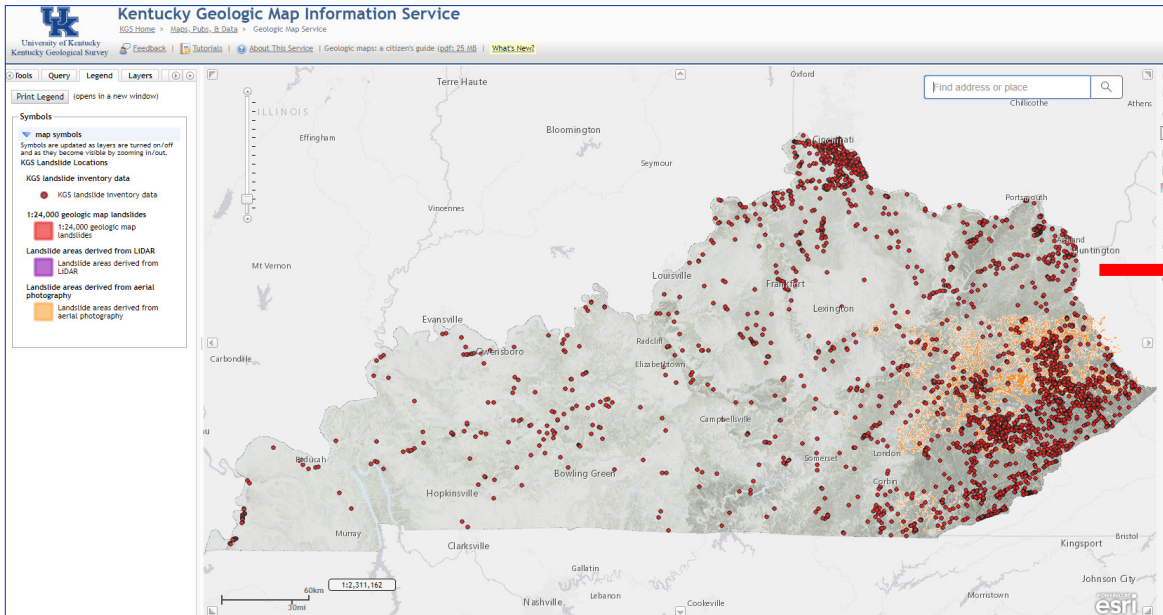 UK
University of Kentucky
Kentucky Geological Survey
Kentucky Geologic Map Information Service
KGS Home > Maps, Pubs, & Data > Geologic Map Service
Feedback | Tutorials | About This Service | Geologic maps: a citizen's guide (pdf; 25 MB | What's New?
Tools Query Legend Layers
Print Legend (opens in a new window)
Symbols
map symbols
Symbols are updated as layers are turned on/off
and as they become visible by zooming in/out.
KGS Landslide Locations
KGS landslide inventory data
KGS landslide inventory data
1:24,000 geologic map landslides
1:24,000 geologic map
landslides
Landslide areas derived from LiDAR
Landslide areas derived from
LiDAR
Landslide areas derived from aerial
photography
Landslide areas derived from
aerial photography
Find address or place
Oxford
Terre Haute
Chillicothe
Athens
ILLINOIS
Effingham
Bloomington
Cincinnati
Seymour
Portsmouth
Vincennes
Ashland
Huntington
Mt Vernon
Louisville
Frankfort
Lexington
Evansville
Owensboro
Radcliff
Elizabethtown
Carbondale
Campbellsville
Paducah
Somerset
London
Bowling Green
Corbin
Hopkinsville
Murray
Clarksville
Bristol
Kingsport
Gallatin
Johnson City
1:2,311,162
60km
30mi
Lebanon
Nashville
Cookeville
Morristown
POWERED BY
esri